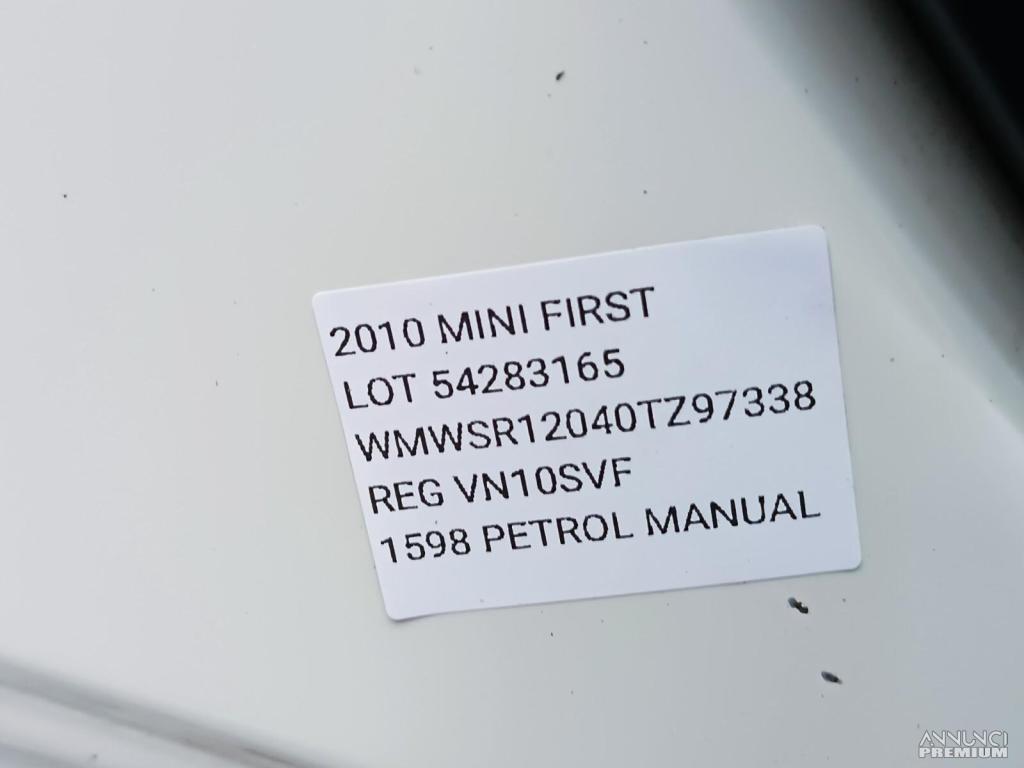 2010 MINI FIRST
LOT 54283165
WMWSR12040TZ97338
REG VN10SVF
1598 PETROL MANUAL
ANNUNCI
PREMIUM